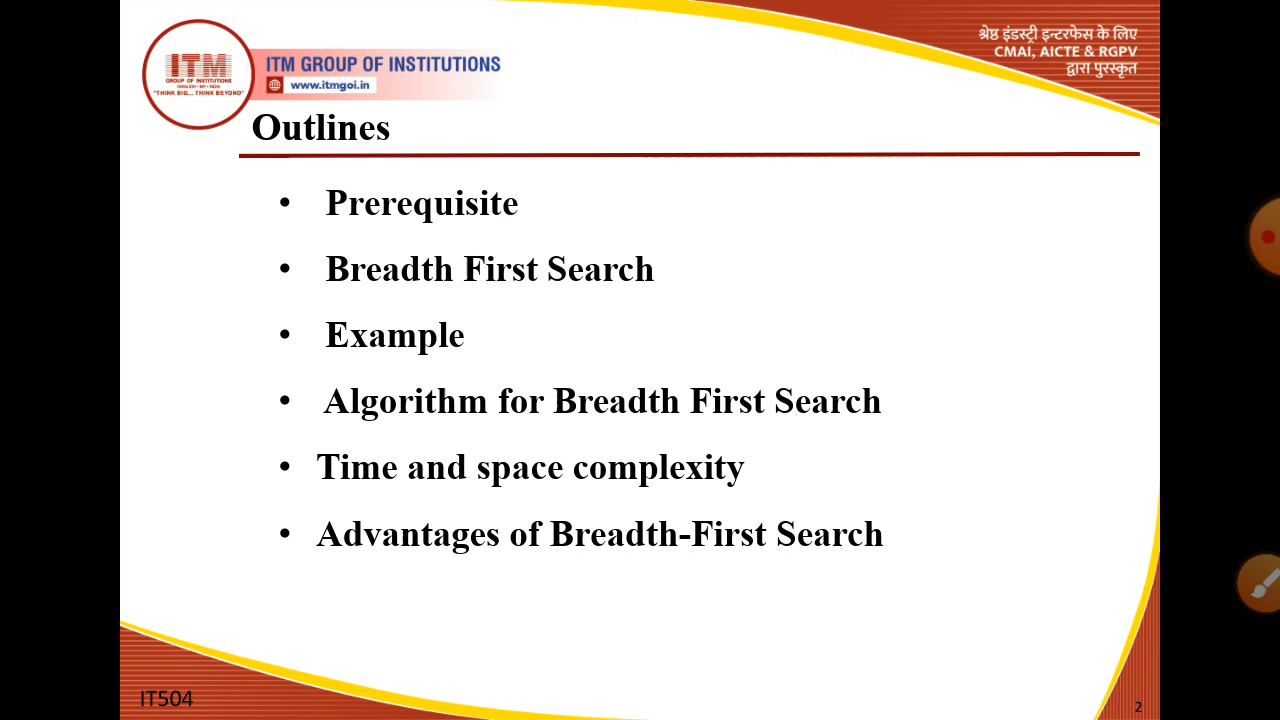 ITM
GROUP OF INSTITUTIONS
GWALIOR • MP • INDIA
"THINK BIG... THINK BEYOND"
ITM GROUP OF INSTITUTIONS
www.itmgoi.in
श्रेष्ठ इंडस्ट्री इन्टरफेस के लिए
CMAI, AICTE & RGPV
द्वारा पुरस्कृत
Outlines
• Prerequisite
• Breadth First Search
• Example
• Algorithm for Breadth First Search
• Time and space complexity
• Advantages of Breadth-First Search
IT504
2